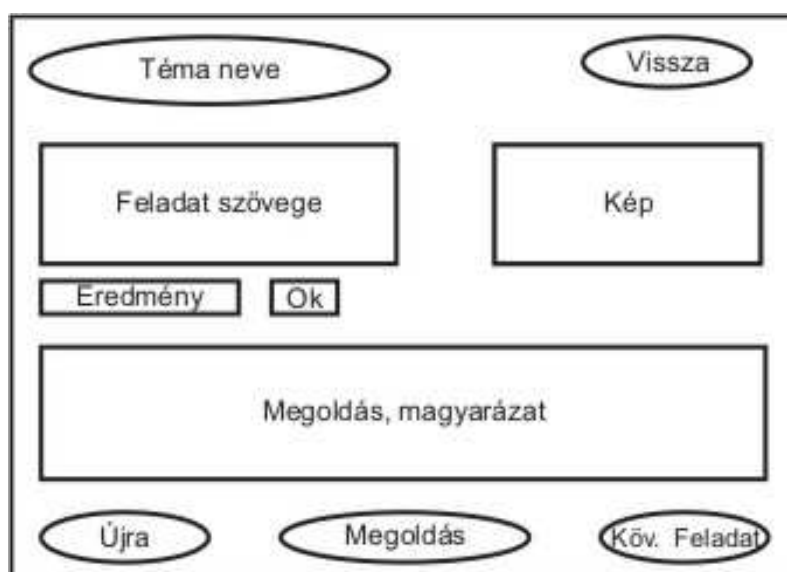 Téma neve
Vissza
Feladat szövege
Kép
Eredmény
Ok
Megoldás, magyarázat
Újra
Megoldás
Köv. Feladat